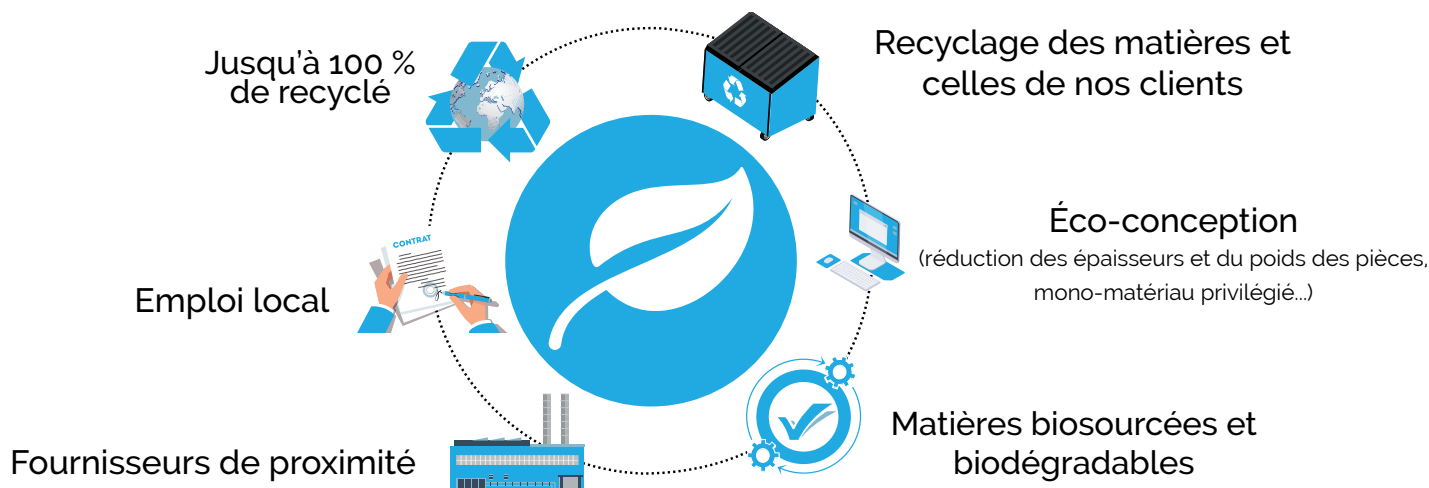 Jusqu'à 100 %
de recyclé
Recyclage des matières et
celles de nos clients
CONTRAT
Éco-conception
(réduction des épaisseurs et du poids des pièces,
mono-matériau privilégié...)
Emploi local
Matières biosourcées et
biodégradables
Fournisseurs de proximité